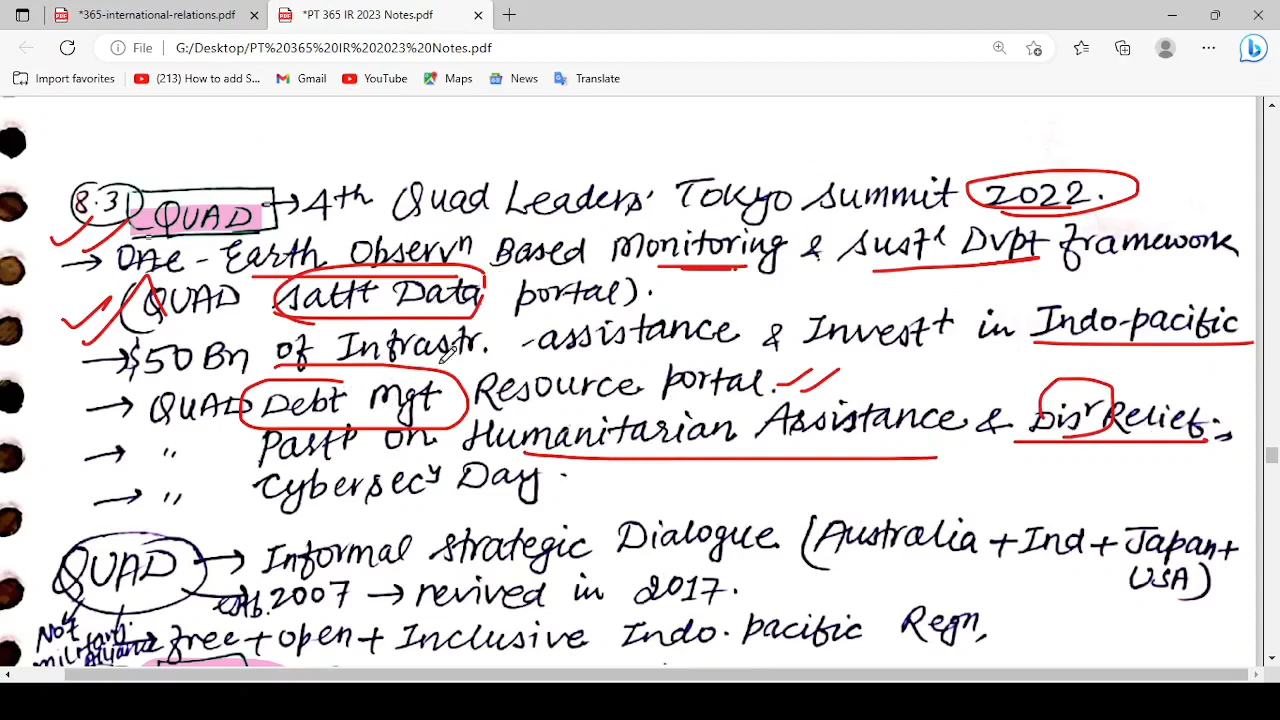 *365-international-relations.pdf
*PT 365 IR 2023 Notes.pdf
File
G:/Desktop/PT%20365%20IR%202023%20Notes.pdf
Import favorites
(213) How to add S...
Gmail
YouTube
Maps
News
Translate
8.3 QUAD → 4th Quad Leaders' Tokyo Summit 2022.
→ One - Earth Observⁿ Based Monitoring & Sustˡ Dvpt framework
(QUAD Satlt Data portal).
→ $50 Bn of Infrastr. -assistance & Invest⁺ in Indo-pacific
→ QUAD Debt Mgt Resource portal.
→ " Partp on Humanitarian Assistance & Disʳ Relief.,
→ " Cybersecʸ Day.
QUAD → Informal strategic Dialogue (Australia + Ind + Japan +
USA)
→ estb. 2007 → revived in 2017.
Not military Alyance
→ free + open + Inclusive Indo-pacific Regn,